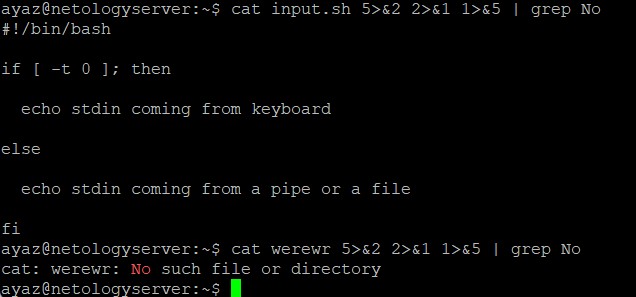 ayaz@netologyserver:~$ cat input.sh 5>&2 2>&1 1>&5 | grep No
#!/bin/bash
if [ -t 0 ]; then
echo stdin coming from keyboard
else
echo stdin coming from a pipe or a file
fi
ayaz@netologyserver:~$ cat werewr 5>&2 2>&1 1>&5 | grep No
cat: werewr: No such file or directory
ayaz@netologyserver:~$